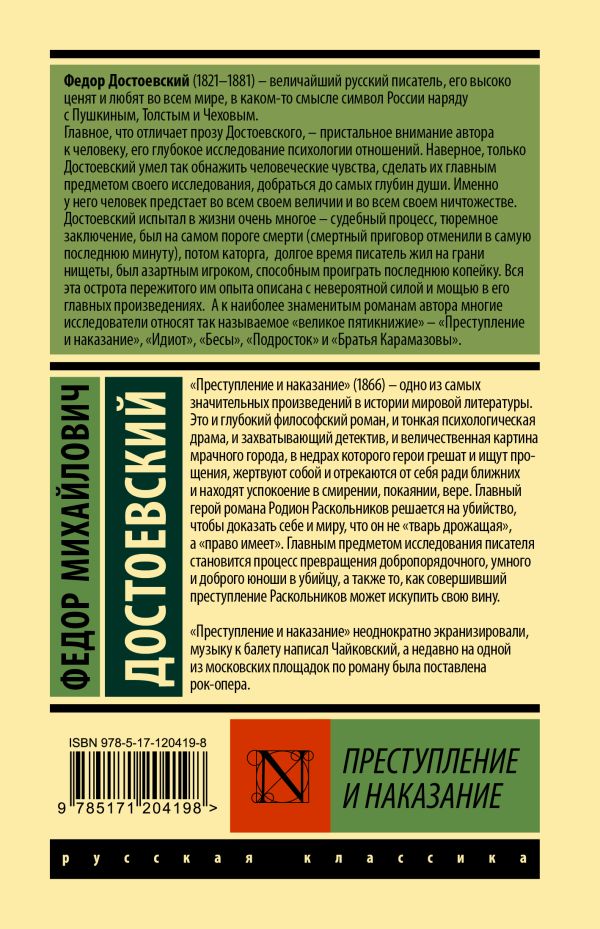 Федор Достоевский (1821–1881) – величайший русский писатель, его высоко
ценят и любят во всем мире, в каком-то смысле символ России наряду
с Пушкиным, Толстым и Чеховым.
Главное, что отличает прозу Достоевского, – пристальное внимание автора
к человеку, его глубокое исследование психологии отношений. Наверное, только
Достоевский умел так обнажить человеческие чувства, сделать их главным
предметом своего исследования, добраться до самых глубин души. Именно
у него человек предстает во всем своем величии и во всем своем ничтожестве.
Достоевский испытал в жизни очень многое – судебный процесс, тюремное
заключение, был на самом пороге смерти (смертный приговор отменили в самую
последнюю минуту), потом каторга, долгое время писатель жил на грани
нищеты, был азартным игроком, способным проиграть последнюю копейку. Вся
эта острота пережитого им опыта описана с невероятной силой и мощью в его
главных произведениях. А к наиболее знаменитым романам автора многие
исследователи относят так называемое «великое пятикнижие» – «Преступление
и наказание», «Идиот», «Бесы», «Подросток» и «Братья Карамазовы».
ФЕДОР МИХАЙЛОВИЧ
ДОСТОЕВСКИЙ
«Преступление и наказание» (1866) – одно из самых
значительных произведений в истории мировой литературы.
Это и глубокий философский роман, и тонкая психологическая
драма, и захватывающий детектив, и величественная картина
мрачного города, в недрах которого герои грешат и ищут про-
щения, жертвуют собой и отрекаются от себя ради ближних
и находят успокоение в смирении, покаянии, вере. Главный
герой романа Родион Раскольников решается на убийство,
чтобы доказать себе и миру, что он не «тварь дрожащая»,
а «право имеет». Главным предметом исследования писателя
становится процесс превращения добропорядочного, умного
и доброго юноши в убийцу, а также то, как совершивший
преступление Раскольников может искупить свою вину.
«Преступление и наказание» неоднократно экранизировали,
музыку к балету написал Чайковский, а недавно на одной
из московских площадок по роману была поставлена
рок-опера.
ISBN 978-5-17-120419-8
9 785171 204198 >
N
ПРЕСТУПЛЕНИЕ
И НАКАЗАНИЕ
русская классика